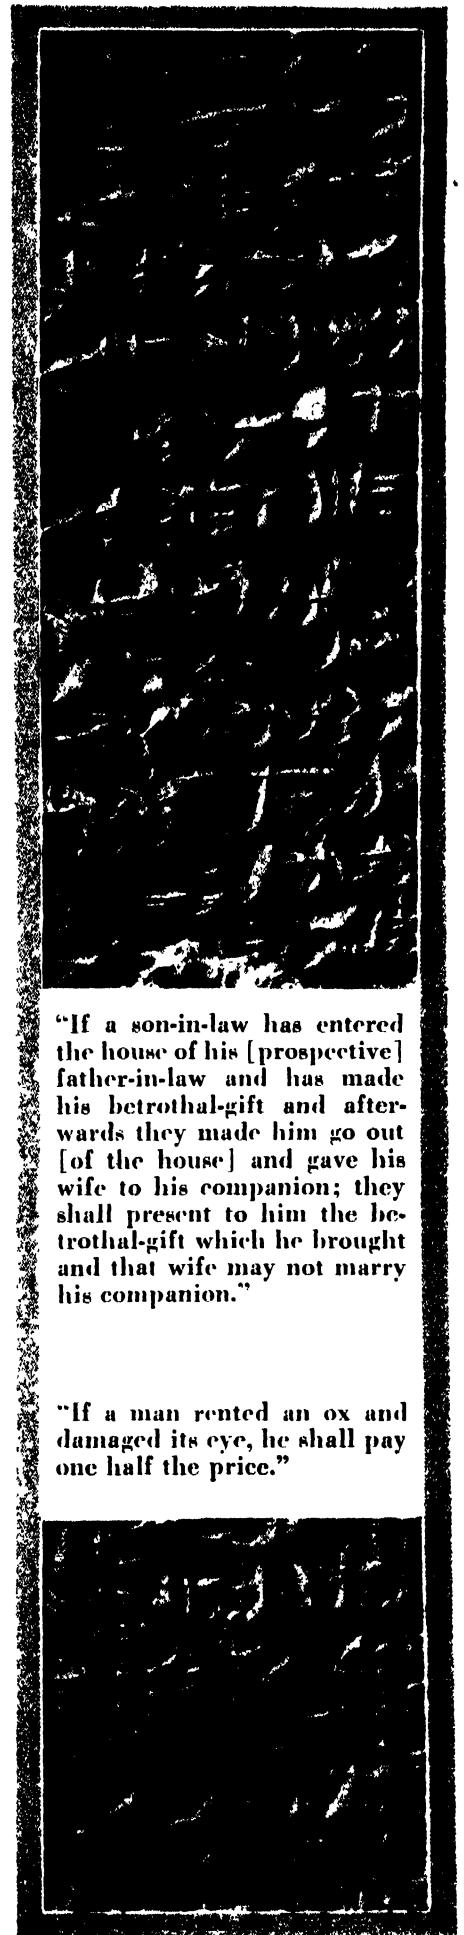 “If a son-in-law has entered
the house of his [prospective]
father-in-law and has made
his betrothal-gift and after-
wards they made him go out
[of the house] and gave his
wife to his companion; they
shall present to him the be-
trothal-gift which he brought
and that wife may not marry
his companion.”
“If a man rented an ox and
damaged its eye, he shall pay
one half the price.”